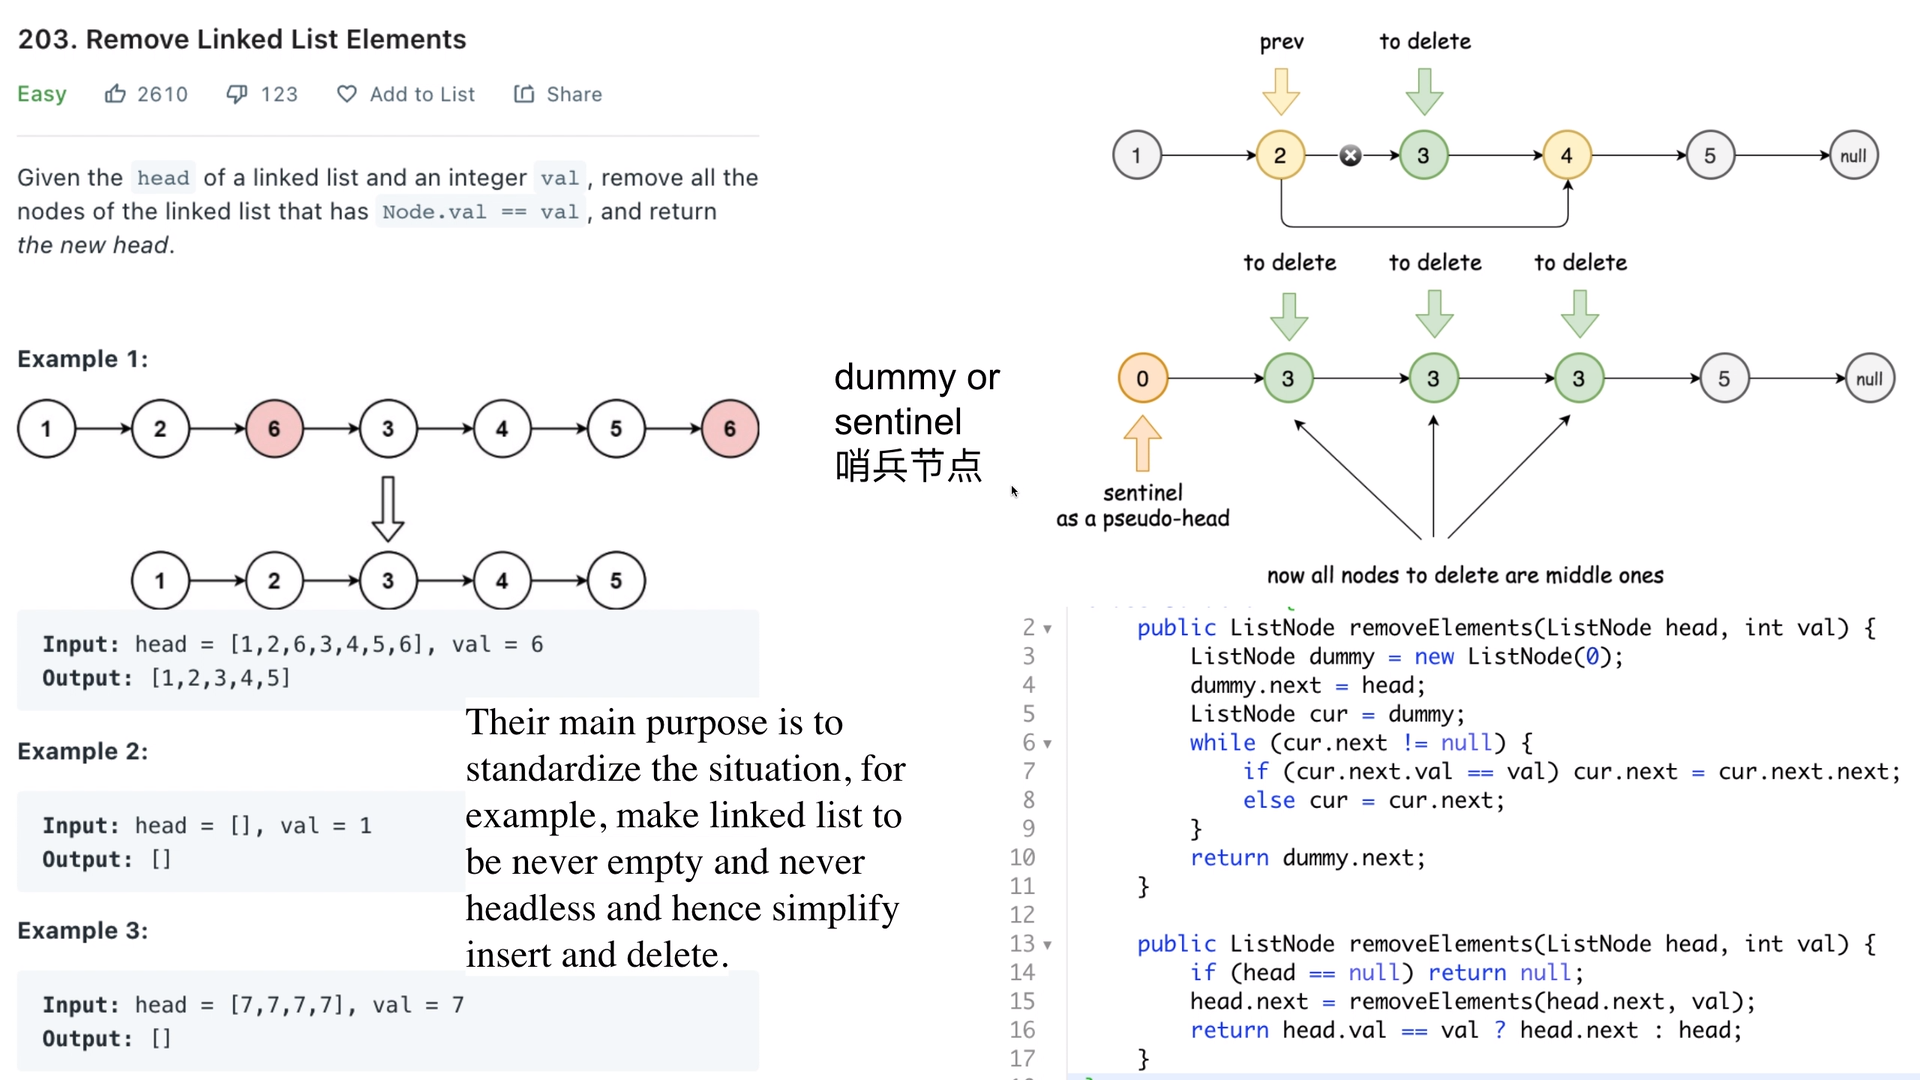 203. Remove Linked List Elements
Easy 2610 123 Add to List Share
Given the head of a linked list and an integer val, remove all the
nodes of the linked list that has Node.val == val, and return
the new head.
Example 1:
1 2 6 3 4 5 6
1 2 3 4 5
Input: head = [1,2,6,3,4,5,6], val = 6
Output: [1,2,3,4,5]
Example 2:
Input: head = [], val = 1
Output: []
Example 3:
Input: head = [7,7,7,7], val = 7
Output: []
Their main purpose is to
standardize the situation, for
example, make linked list to
be never empty and never
headless and hence simplify
insert and delete.
dummy or
sentinel
哨兵节点
prev to delete
1 2 3 4 5 null
to delete to delete to delete
0 3 3 3 5 null
sentinel
as a pseudo-head
now all nodes to delete are middle ones
2 public ListNode removeElements(ListNode head, int val) {
3 ListNode dummy = new ListNode(0);
4 dummy.next = head;
5 ListNode cur = dummy;
6 while (cur.next != null) {
7 if (cur.next.val == val) cur.next = cur.next.next;
8 else cur = cur.next;
9 }
10 return dummy.next;
11 }
12
13 public ListNode removeElements(ListNode head, int val) {
14 if (head == null) return null;
15 head.next = removeElements(head.next, val);
16 return head.val == val ? head.next : head;
17 }